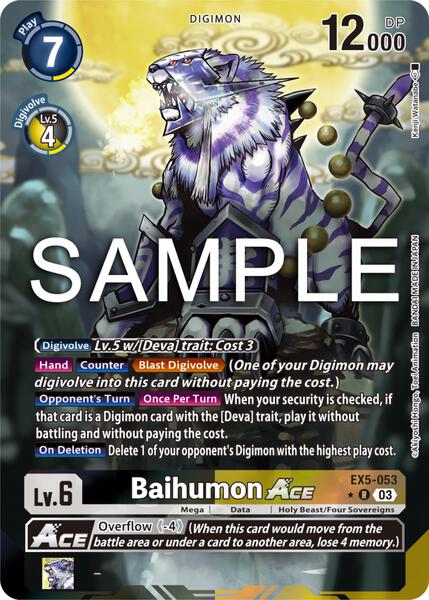 DIGIMON
Play
7
12000
DP
Digivolve
Lv.5
4
Kenji Watanabe
SAMPLE
©Akiyoshi Hongo, Toei Animation BANDAI MADE IN JAPAN
Digivolve Lv.5 w/[Deva] trait: Cost 3
Hand Counter Blast Digivolve (One of your Digimon may
digivolve into this card without paying the cost.)
Opponent's Turn Once Per Turn When your security is checked, if
that card is a Digimon card with the [Deva] trait, play it without
battling and without paying the cost.
On Deletion Delete 1 of your opponent's Digimon with the highest play cost.
Lv.6
Baihumon ACE
EX5-053
R 03
Mega Data Holy Beast/Four Sovereigns
ACE Overflow 《-4》 (When this card would move from the
battle area or under a card to another area, lose 4 memory.)
-